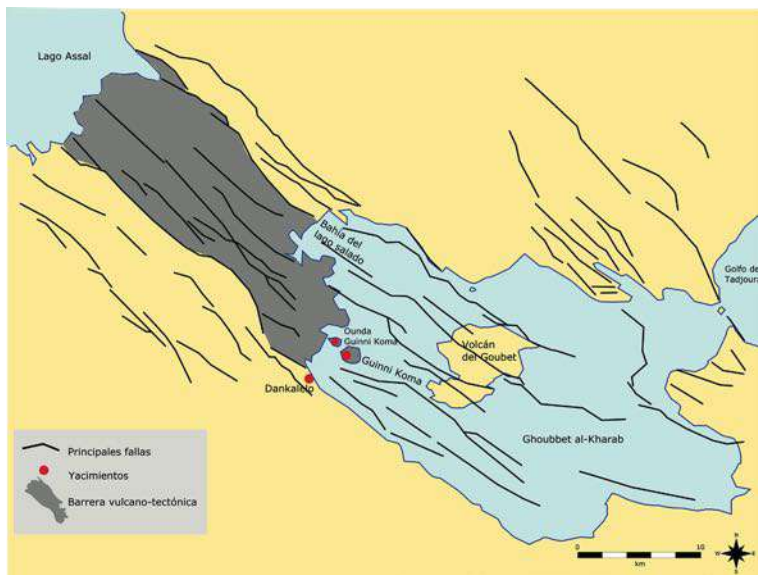 Lago Assal
Bahía del
lago salado
Golfo de
Tadjoura
Ounda
Guinni Koma
Guinni Koma
Volcán
del Goubet
Dankalelo
Ghoubbet al-Kharab
Principales fallas
Yacimientos
Barrera vulcano-tectónica
N
W
E
S
0
10
km